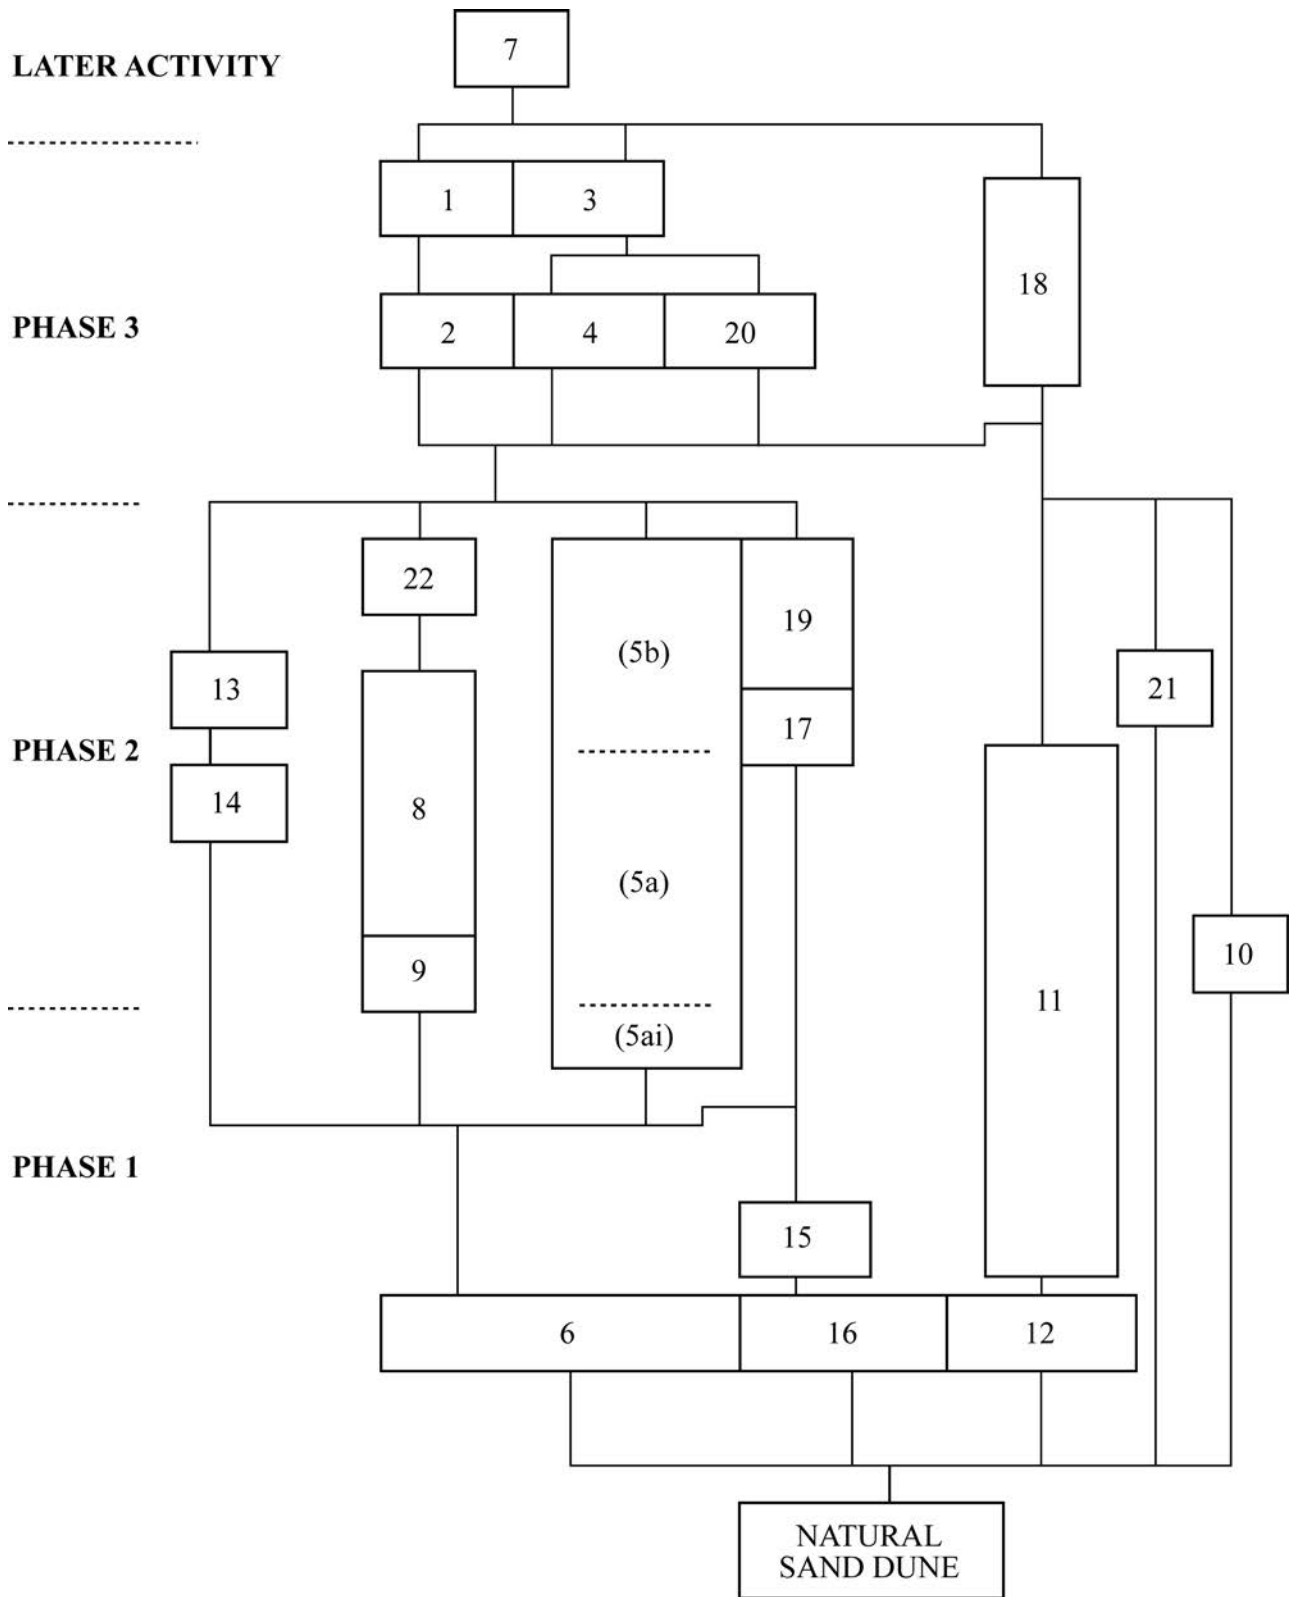 7
LATER ACTIVITY
1 3
18
PHASE 3
2 4 20
22
19
(5b)
13
21
17
PHASE 2
14
8
(5a)
10
9
11
(5ai)
PHASE 1
15
6 16 12
NATURAL
SAND DUNE